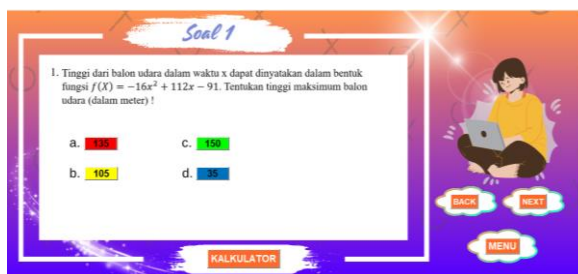 Soal 1
1. Tinggi dari balon udara dalam waktu x dapat dinyatakan dalam bentuk
fungsi f(X) = −16x² + 112x − 91. Tentukan tinggi maksimum balon
udara (dalam meter) !
a. 135 c. 150
b. 105 d. 35
BACK NEXT
MENU
KALKULATOR